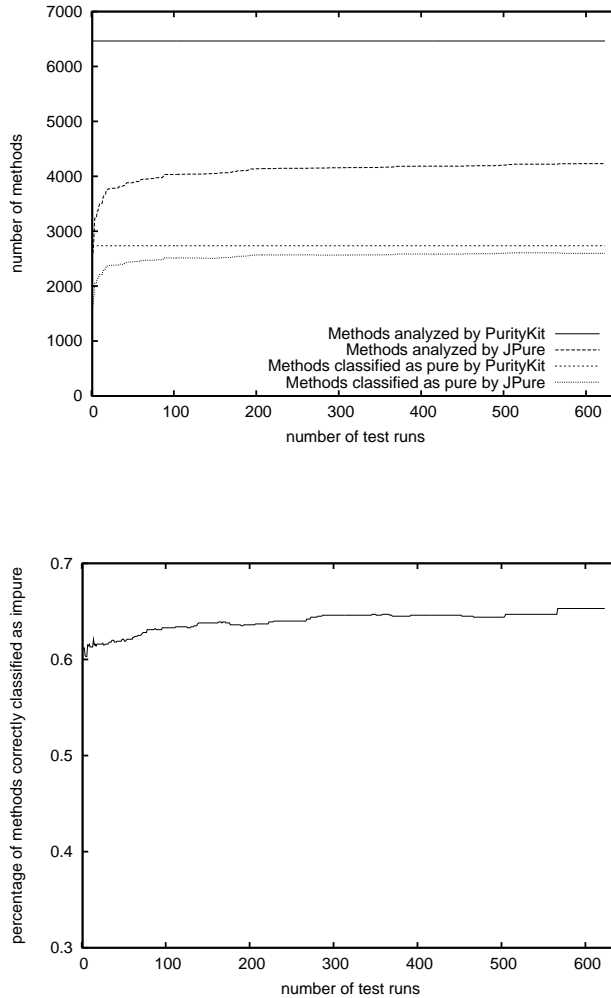 7000
6000
5000
4000
3000
2000
1000
0
number of methods
Methods analyzed by PurityKit
Methods analyzed by JPure
Methods classified as pure by PurityKit
Methods classified as pure by JPure
0 100 200 300 400 500 600
number of test runs
0.7
0.6
0.5
0.4
0.3
percentage of methods correctly classified as impure
0 100 200 300 400 500 600
number of test runs